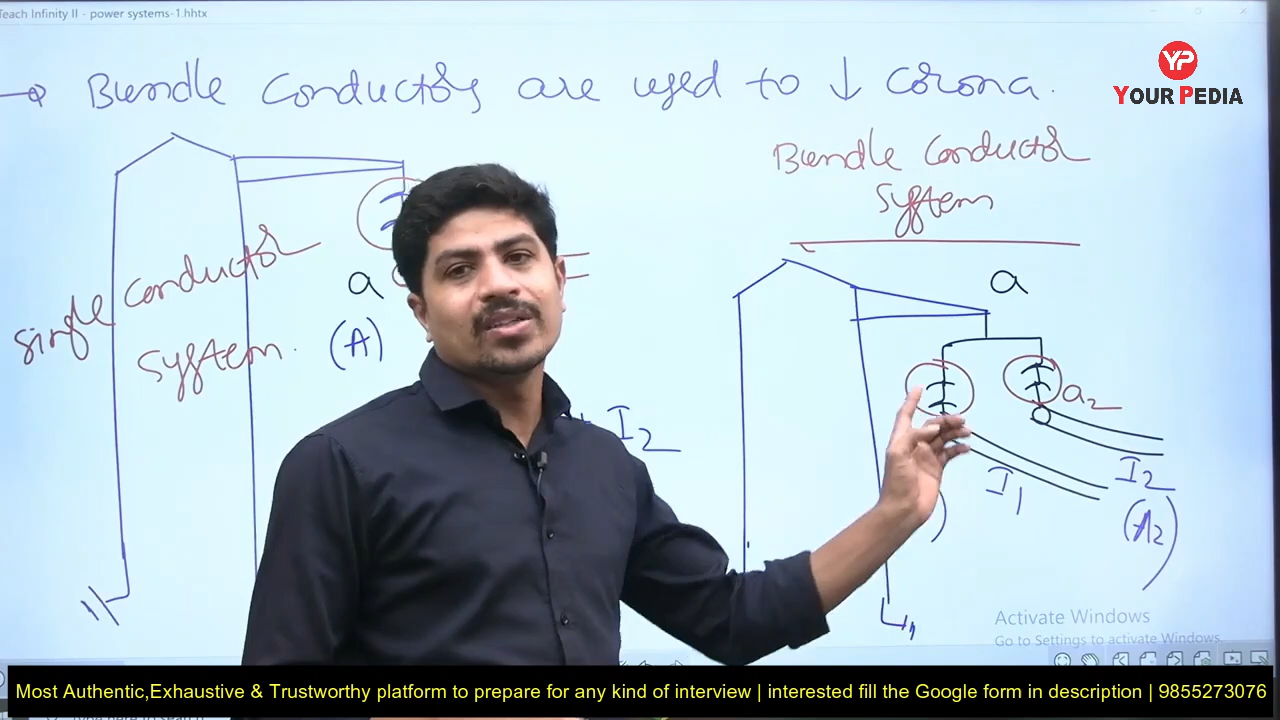 Teach Infinity II - power systems-1.hhtx
→ Bundle Conductors are used to ↓ corona.
YP
YOUR PEDIA
Bundle Conductor
system
single conductor
system.
a
(A)
I2
a
a2
I1
I2
(A2)
)
Activate Windows
Go to Settings to activate Windows.
Most Authentic,Exhaustive & Trustworthy platform to prepare for any kind of interview | interested fill the Google form in description | 9855273076